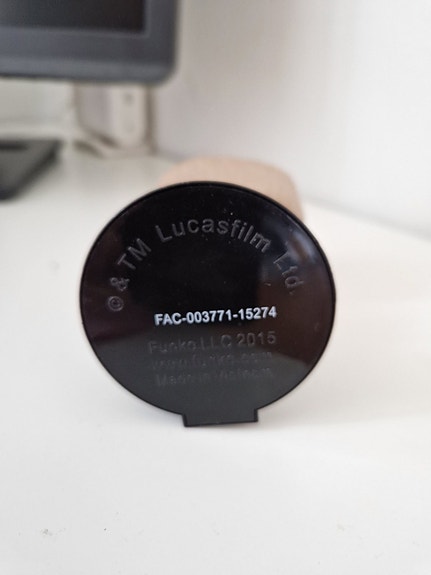 ©& TM Lucasfilm Ltd.
FAC-003771-15274
Funko LLC 2015
www.funko.com
Made in Vietnam